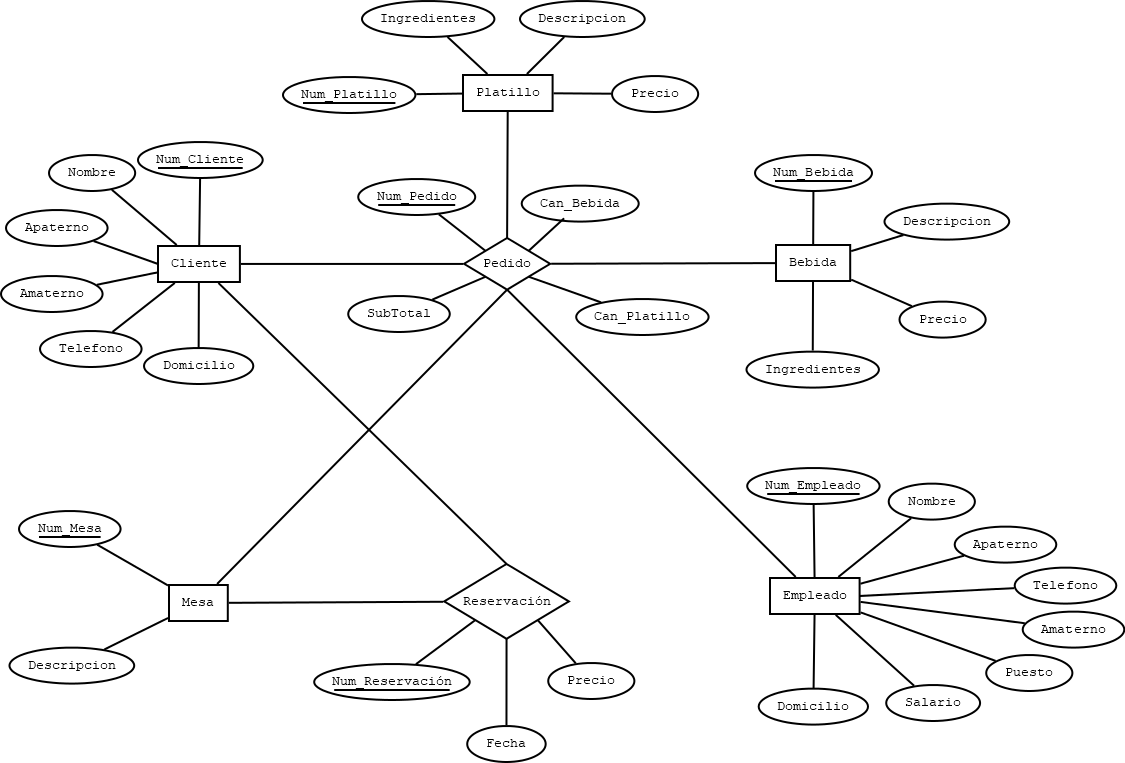 Ingredientes
Descripcion
Num_Platillo
Platillo
Precio
Nombre
Num_Cliente
Apaterno
Cliente
Amaterno
Telefono
Domicilio
Num_Pedido
Can_Bebida
Pedido
SubTotal
Can_Platillo
Num_Bebida
Descripcion
Bebida
Precio
Ingredientes
Num_Mesa
Mesa
Descripcion
Reservación
Num_Reservación
Precio
Fecha
Num_Empleado
Nombre
Apaterno
Empleado
Telefono
Amaterno
Puesto
Salario
Domicilio